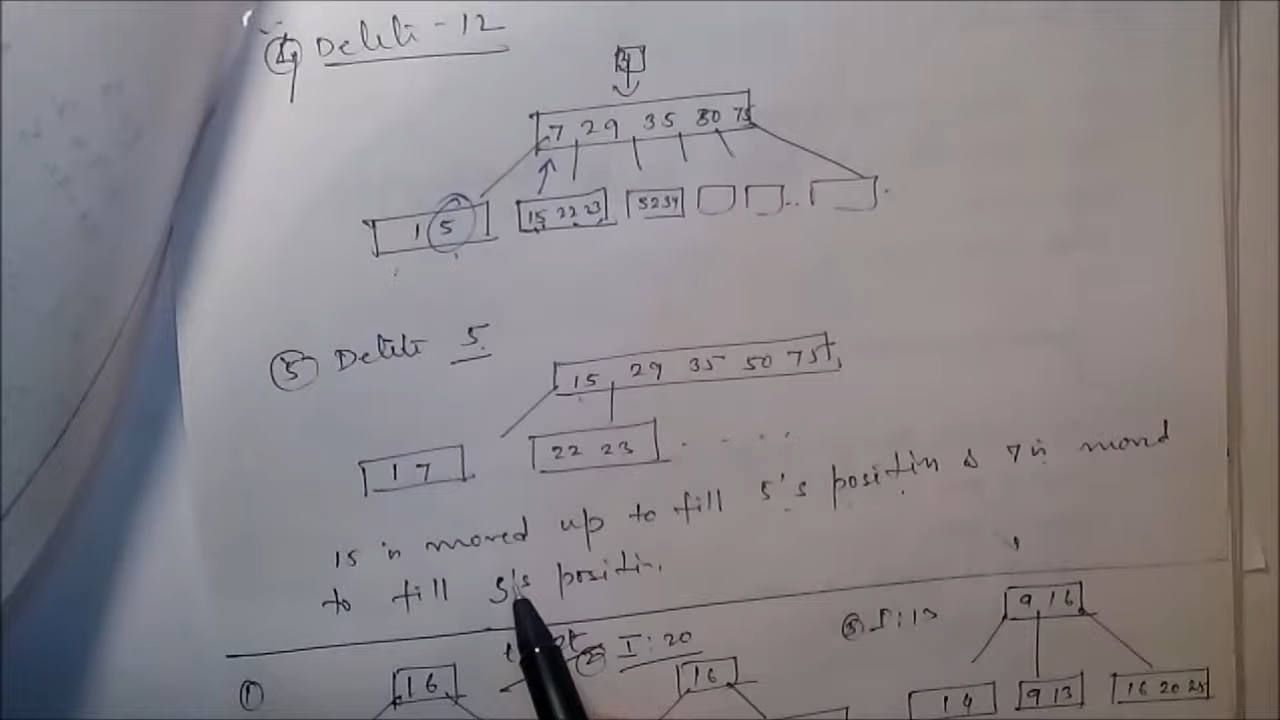 ④ Delete - 12
7 29 35 50 75
1 5 15 22 23 32 34
⑤ Delete 5
15 29 35 50 75
1 7 22 23 . . . . .
15 is moved up to fill 5's position & 7 is moved
to fill 5's position.
① 16 ② I : 20 16 ③ I : 13 9 16
1 4 9 13 16 20 25